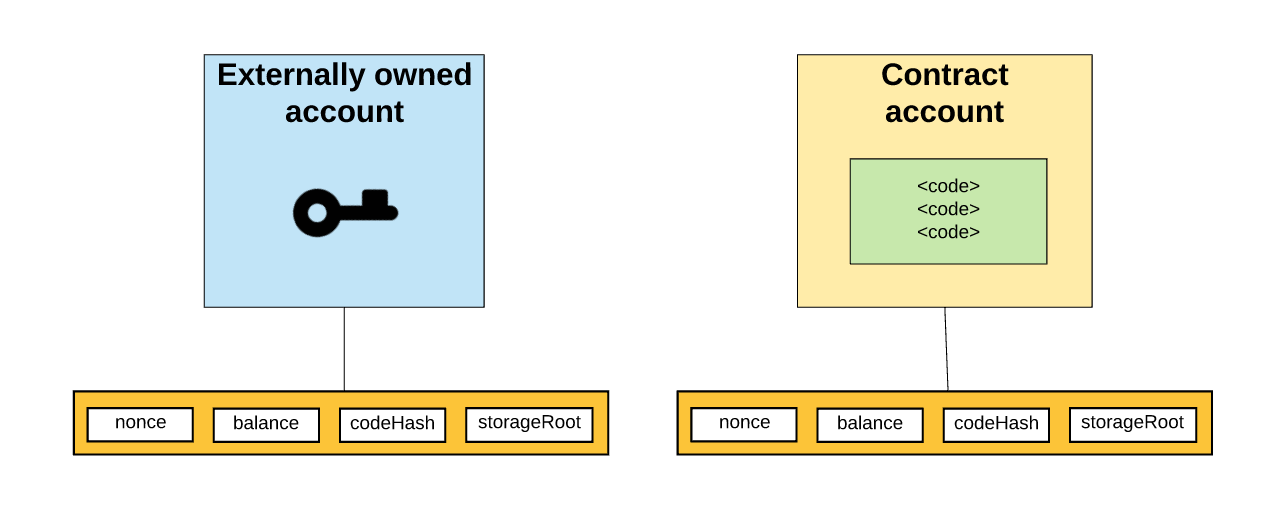 Externally owned
account
Contract
account
<code>
<code>
<code>
nonce
balance
codeHash
storageRoot
nonce
balance
codeHash
storageRoot